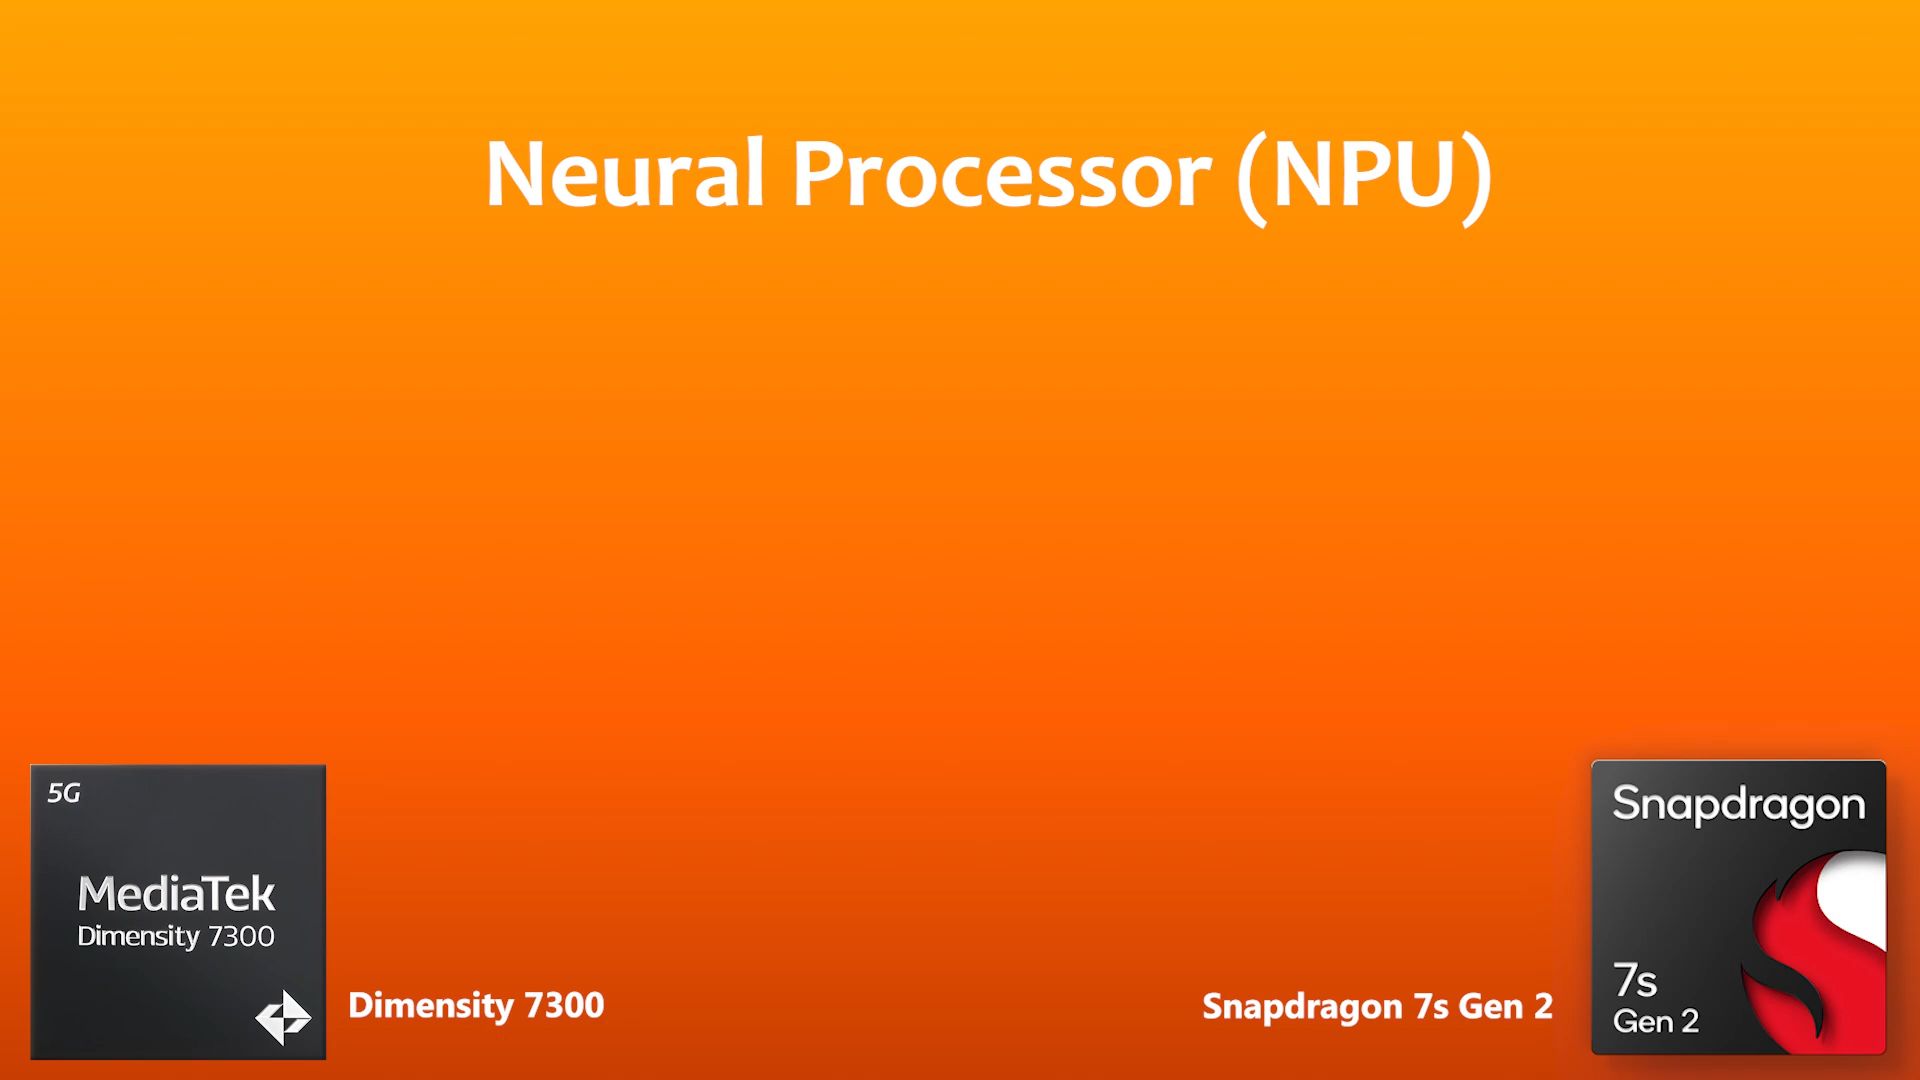 Neural Processor (NPU)
5G
MediaTek
Dimensity 7300
Dimensity 7300
Snapdragon 7s Gen 2
Snapdragon
7s
Gen 2